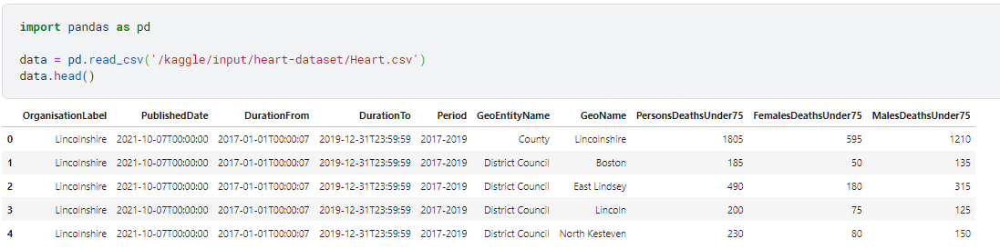 import pandas as pd
data = pd.read_csv('/kaggle/input/heart-dataset/Heart.csv')
data.head()
OrganisationLabel PublishedDate DurationFrom DurationTo Period GeoEntityName GeoName PersonsDeathsUnder75 FemalesDeathsUnder75 MalesDeathsUnder75
0 Lincolnshire 2021-10-07T00:00:00 2017-01-01T00:00:07 2019-12-31T23:59:59 2017-2019 County Lincolnshire 1805 595 1210
1 Lincolnshire 2021-10-07T00:00:00 2017-01-01T00:00:07 2019-12-31T23:59:59 2017-2019 District Council Boston 185 50 135
2 Lincolnshire 2021-10-07T00:00:00 2017-01-01T00:00:07 2019-12-31T23:59:59 2017-2019 District Council East Lindsey 490 180 315
3 Lincolnshire 2021-10-07T00:00:00 2017-01-01T00:00:07 2019-12-31T23:59:59 2017-2019 District Council Lincoln 200 75 125
4 Lincolnshire 2021-10-07T00:00:00 2017-01-01T00:00:07 2019-12-31T23:59:59 2017-2019 District Council North Kesteven 230 80 150